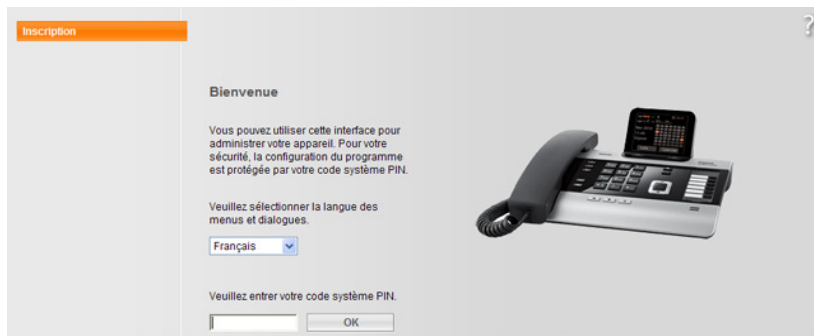 Inscription
?
Bienvenue
Vous pouvez utiliser cette interface pour
administrer votre appareil. Pour votre
sécurité, la configuration du programme
est protégée par votre code système PIN.
Veuillez sélectionner la langue des
menus et dialogues.
Français
Veuillez entrer votre code système PIN.
OK